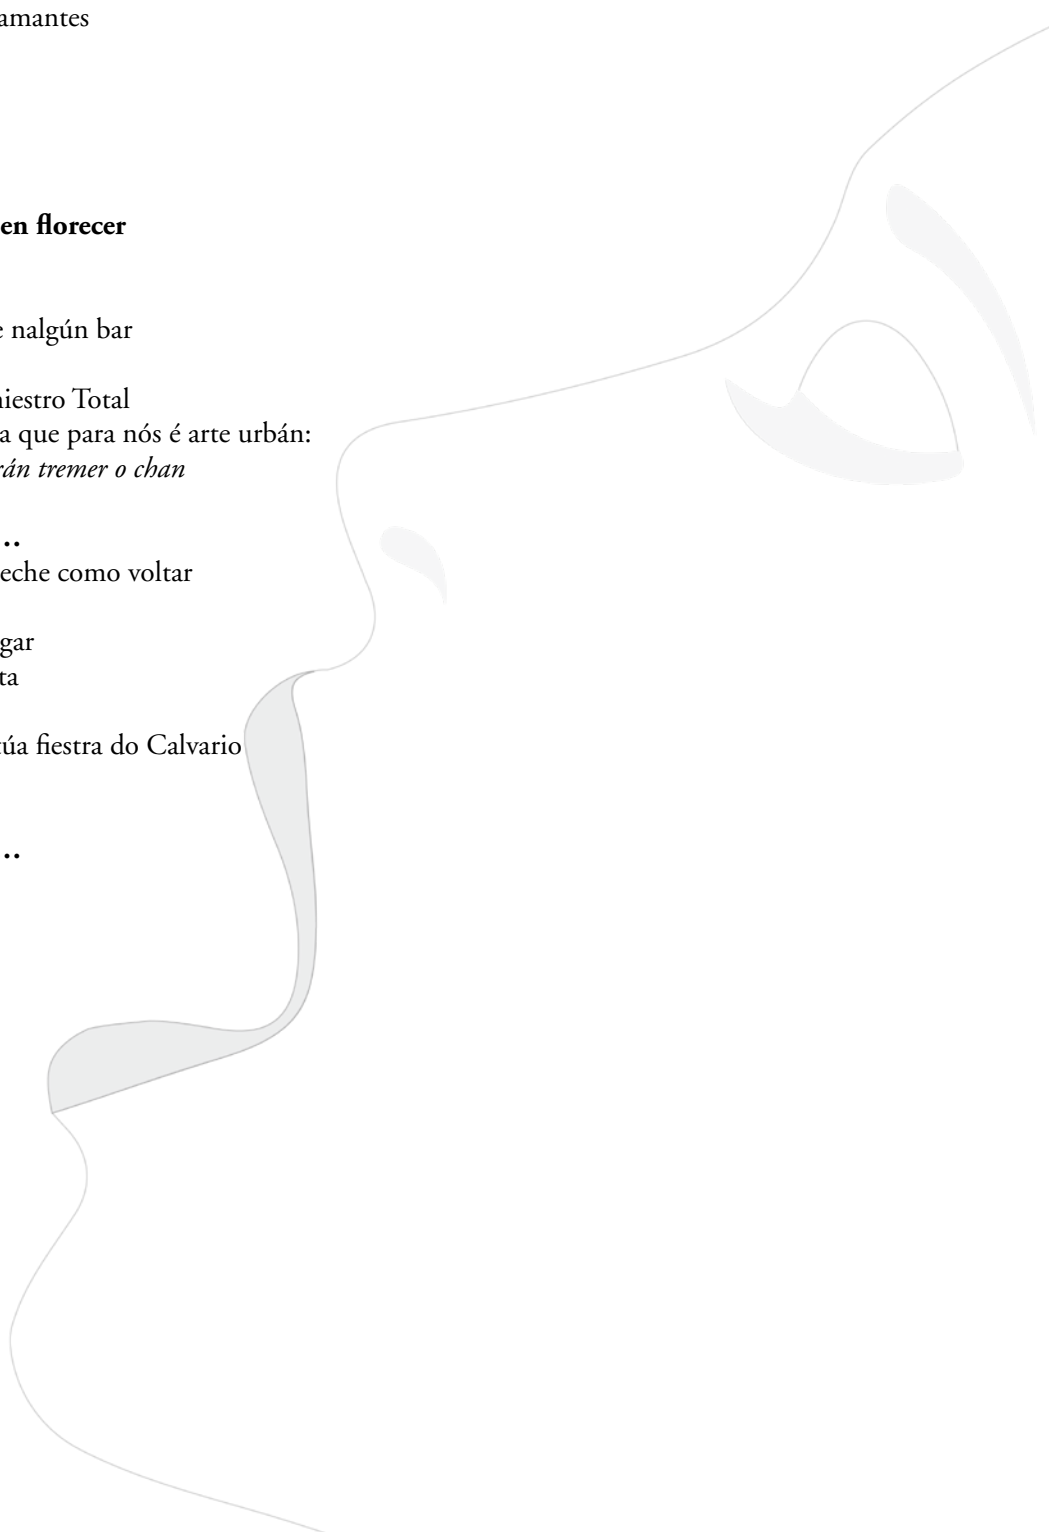 amantes
en florecer
e nalgún bar
niestro Total
a que para nós é arte urbán:
rán tremer o chan
..
eche como voltar
gar
ta
túa fiestra do Calvario
..